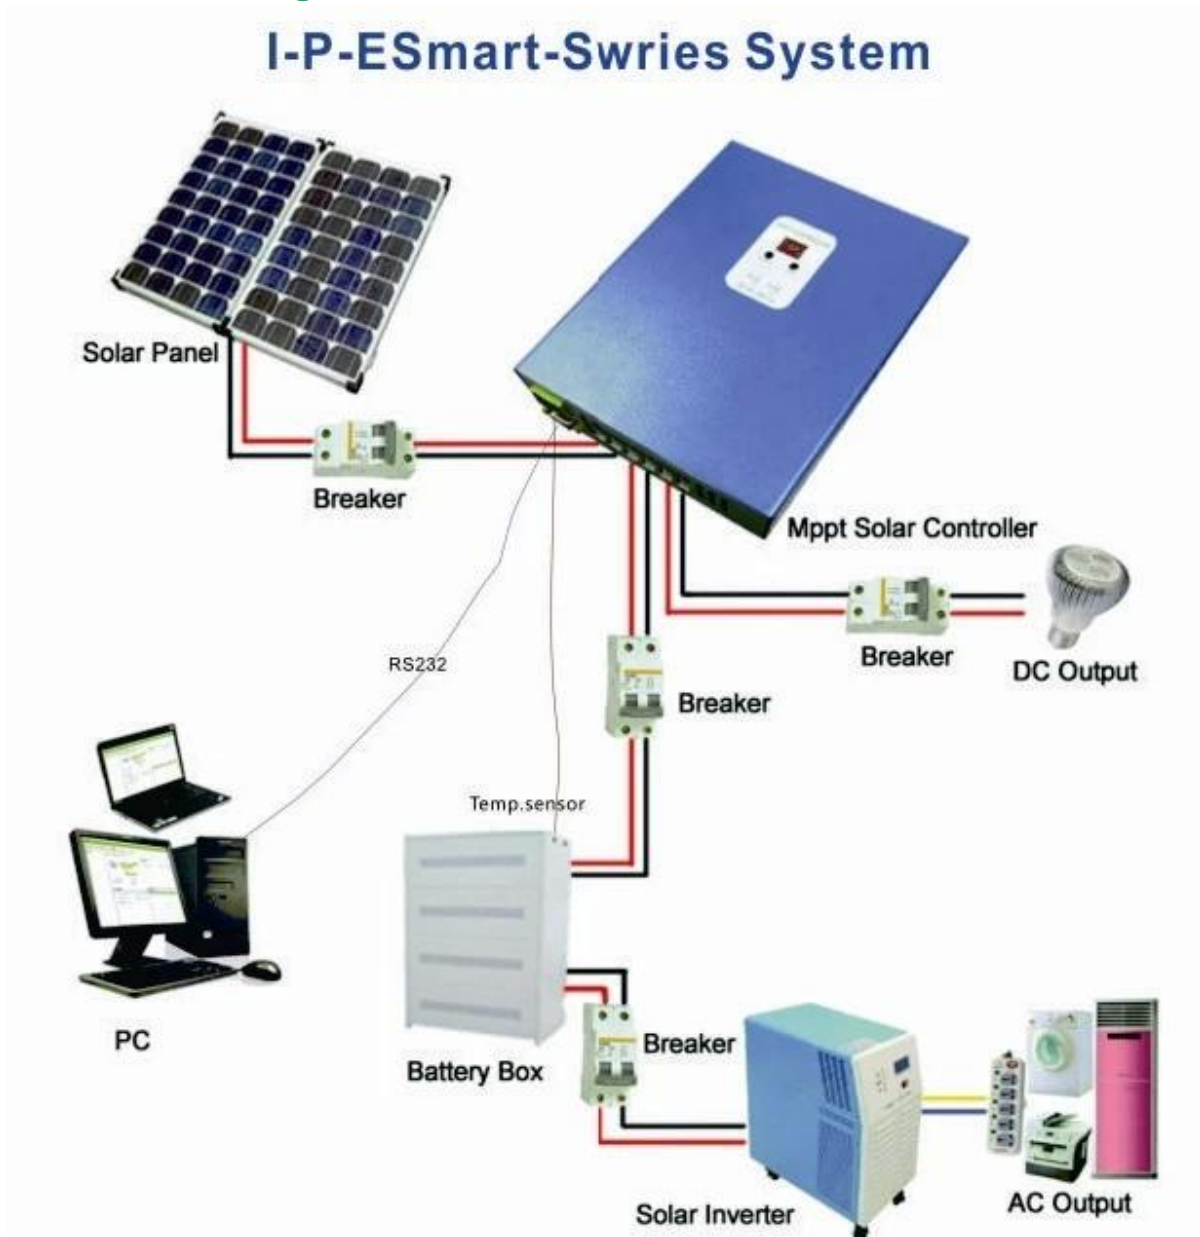 I-P-ESmart-Swries System
Solar Panel
Breaker
Mppt Solar Controller
Breaker
DC Output
RS232
Breaker
Temp.sensor
PC
Battery Box
Breaker
Solar Inverter
AC Output